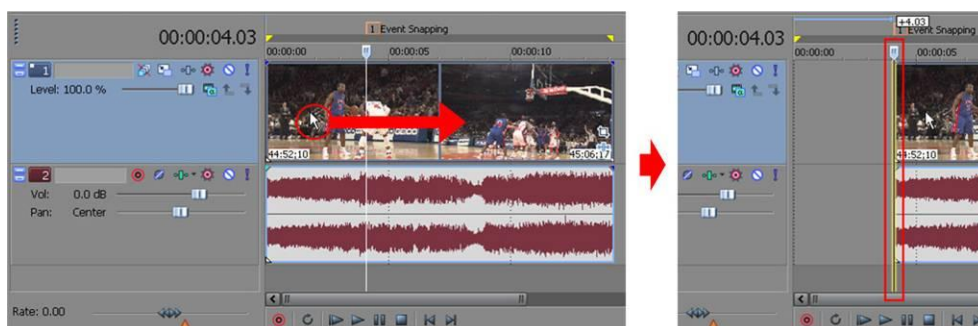 1 Event Snapping
00:00:04.03
00:00:00 00:00:05 00:00:10
1
Level: 100.0 %
44:52;10 45:06;17
2
Vol: 0.0 dB
Pan: Center
Rate: 0.00
+4.03
1 Event Snapping
00:00:04.03
00:00:00 00:00:05
44:52;10